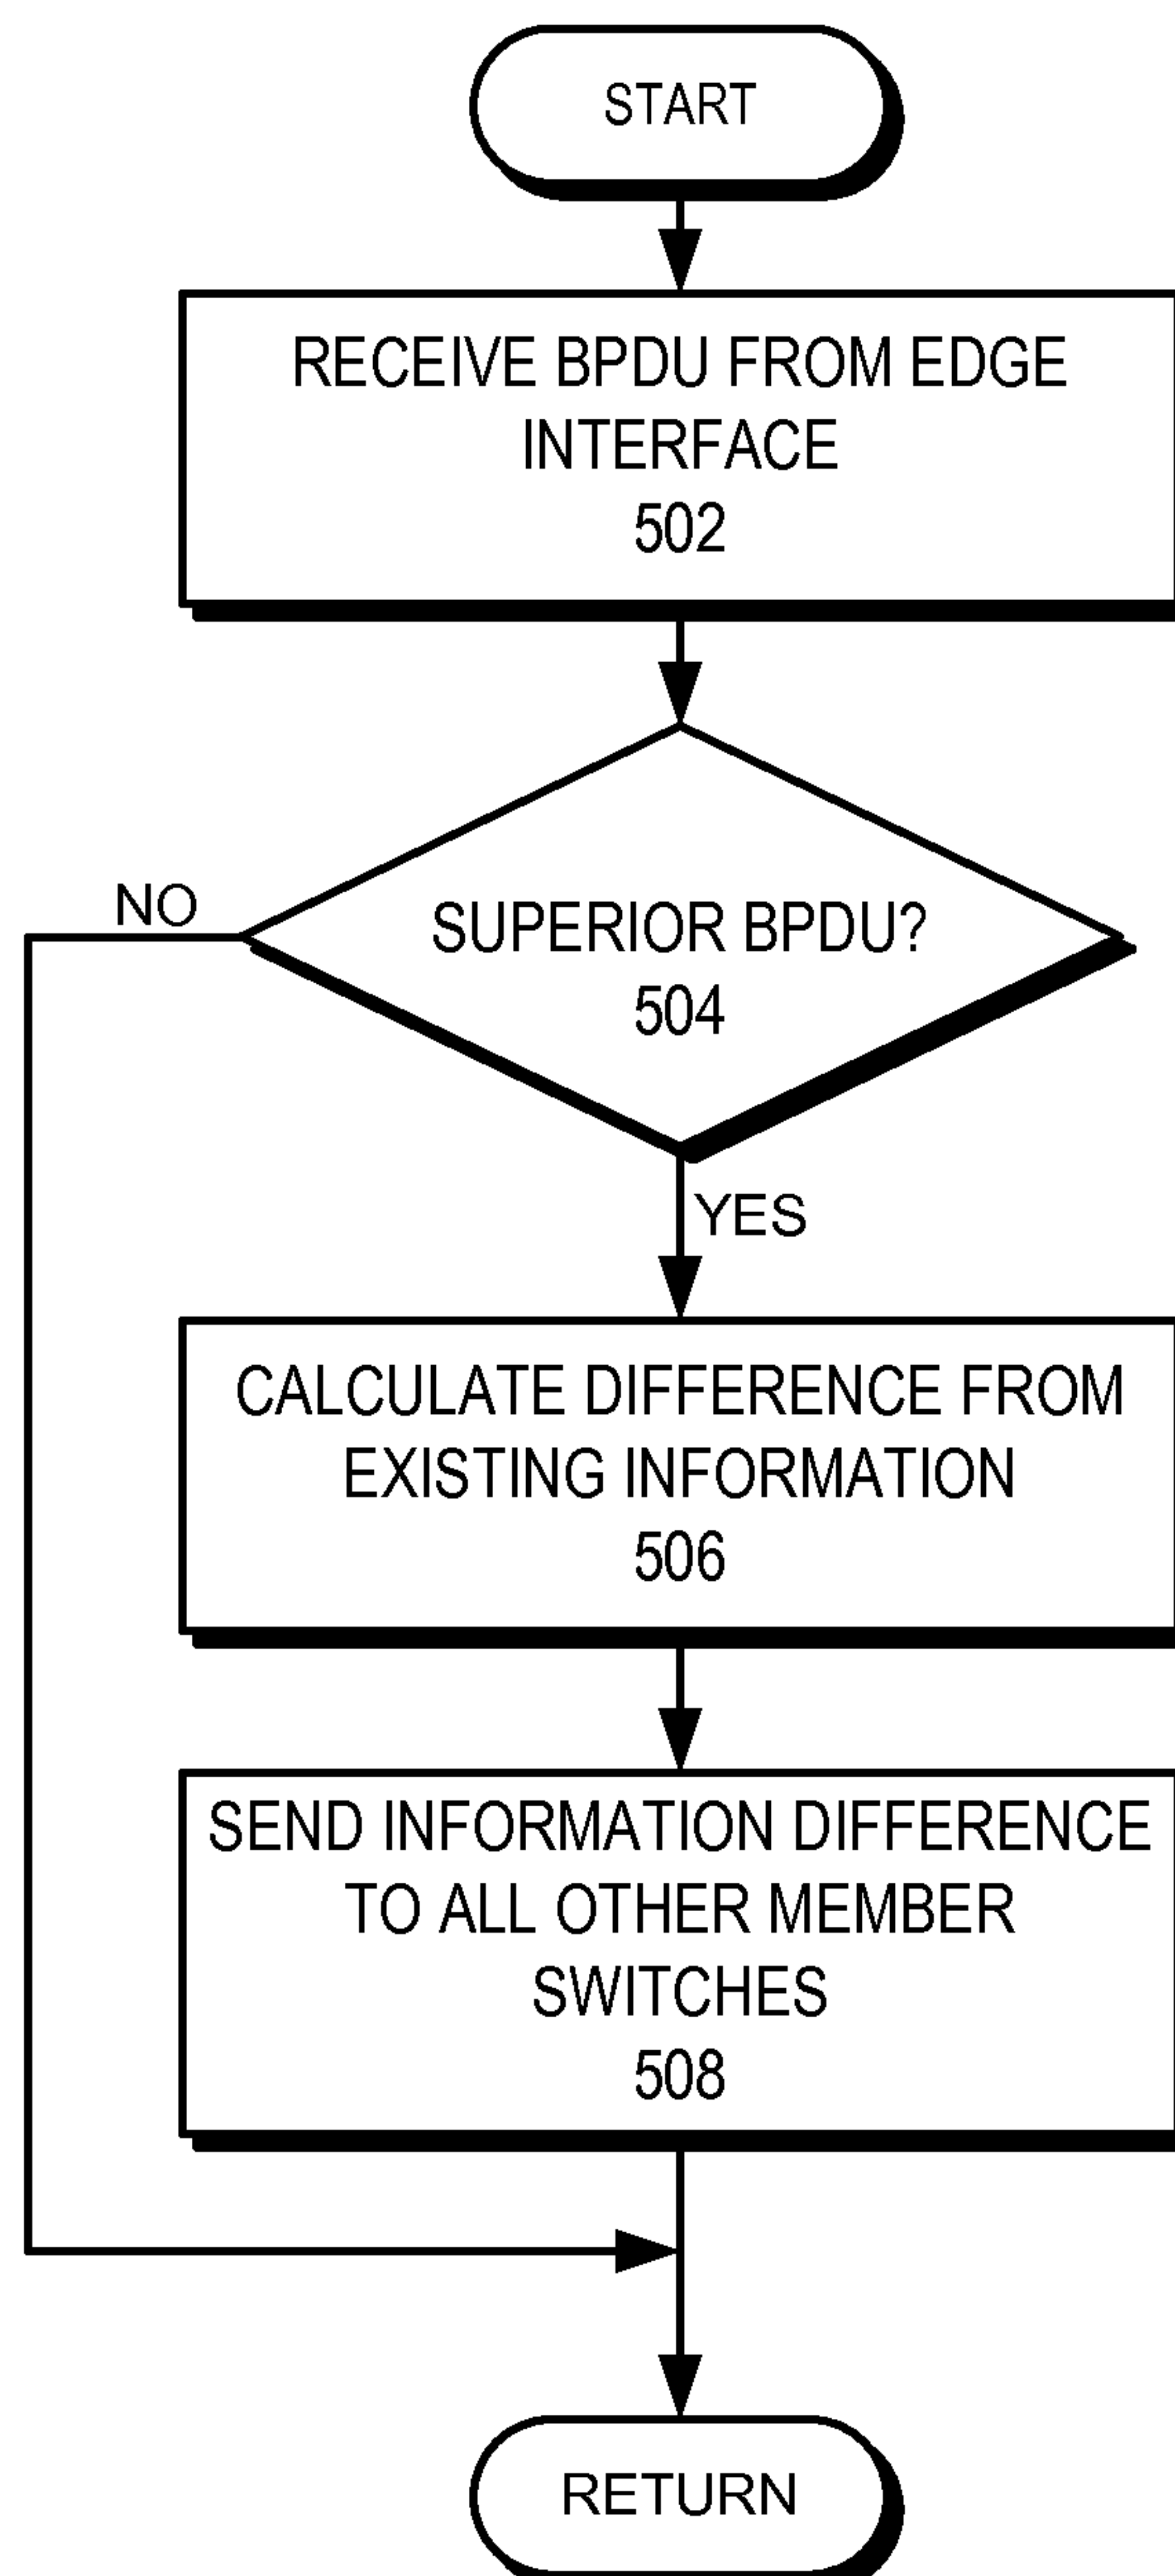 START
RECEIVE BPDU FROM EDGE
INTERFACE
502
NO
SUPERIOR BPDU?
504
YES
CALCULATE DIFFERENCE FROM
EXISTING INFORMATION
506
SEND INFORMATION DIFFERENCE
TO ALL OTHER MEMBER
SWITCHES
508
RETURN